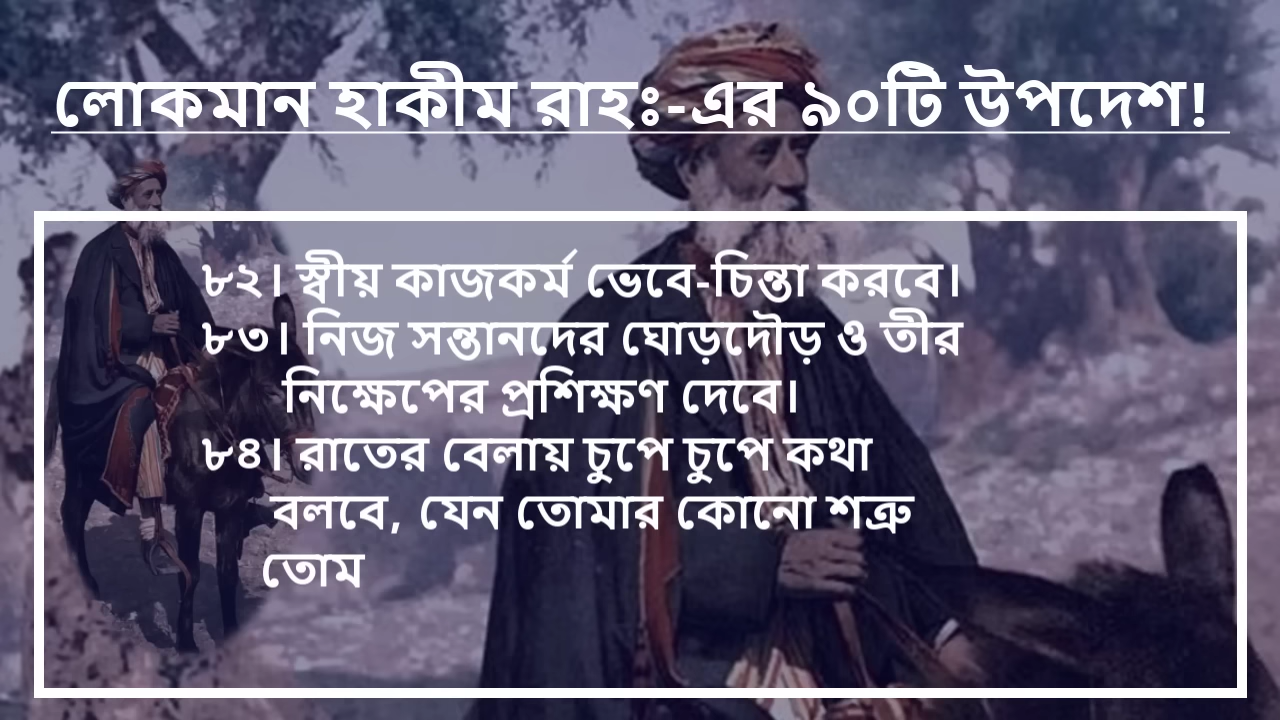 লোকমান হাকীম রাহঃ-এর ৯০টি উপদেশ!
৮২। স্বীয় কাজকর্ম ভেবে-চিন্তা করবে।
৮৩। নিজ সন্তানদের ঘোড়দৌড় ও তীর
নিক্ষেপের প্রশিক্ষণ দেবে।
৮৪। রাতের বেলায় চুপে চুপে কথা
বলবে, যেন তোমার কোনো শত্রু
তোম